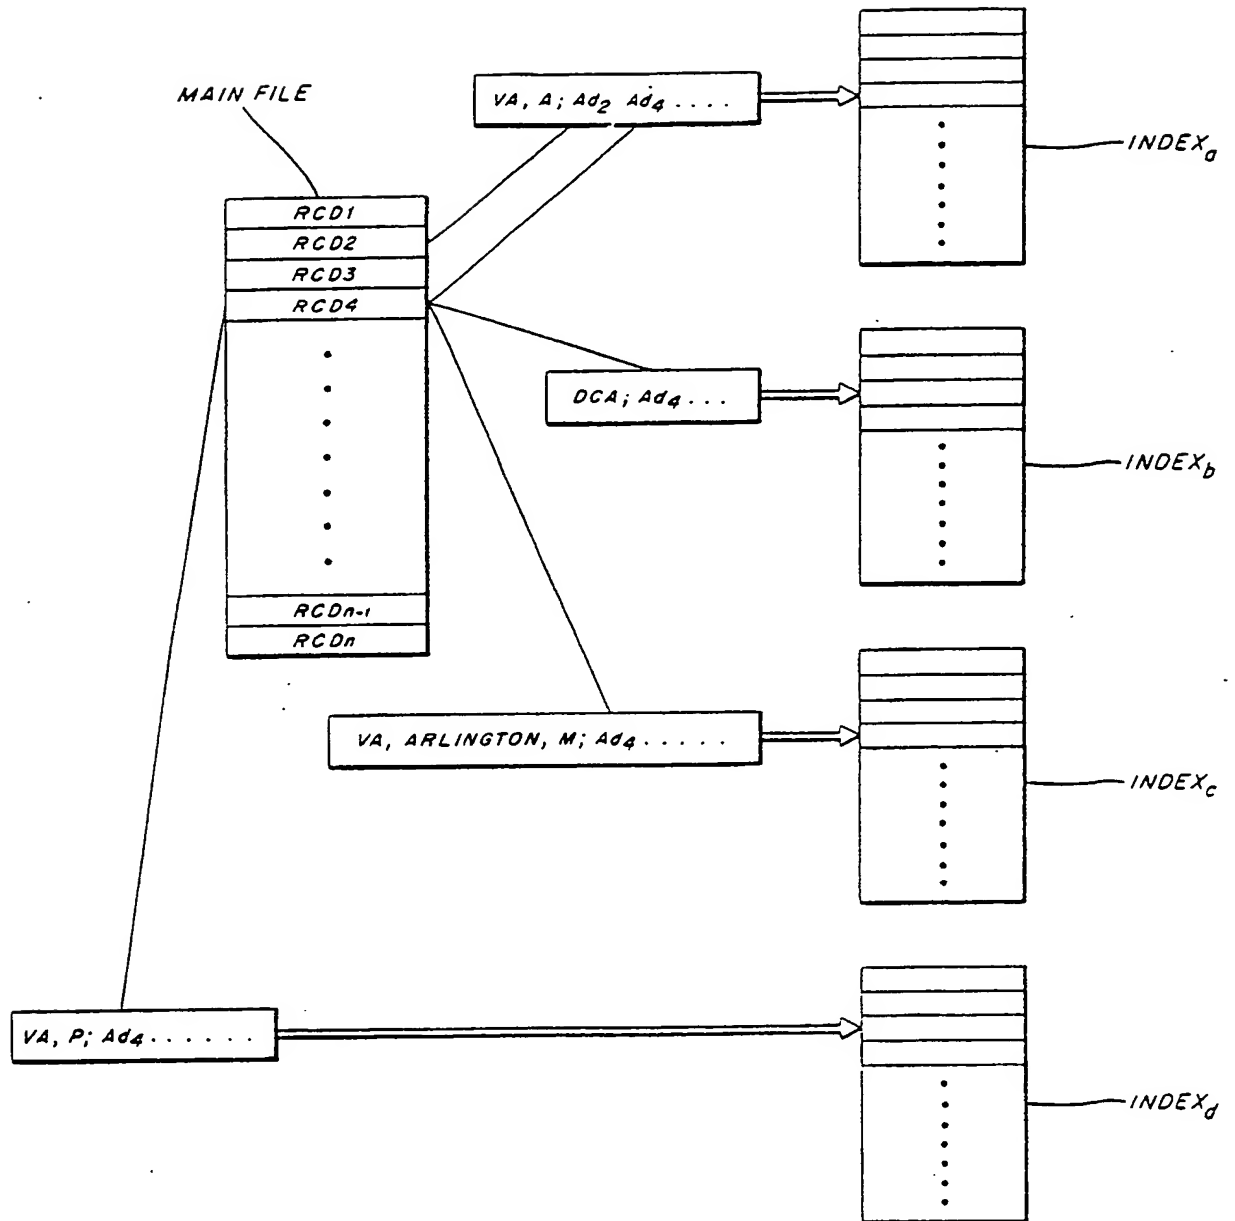 MAIN FILE
RCD1
RCD2
RCD3
RCD4
RCDn-1
RCDn
VA, A; Ad2 Ad4 . . . .
INDEXa
DCA; Ad4 . . .
INDEXb
VA, ARLINGTON, M; Ad4 . . . . .
INDEXc
VA, P; Ad4 . . . . . .
INDEXd